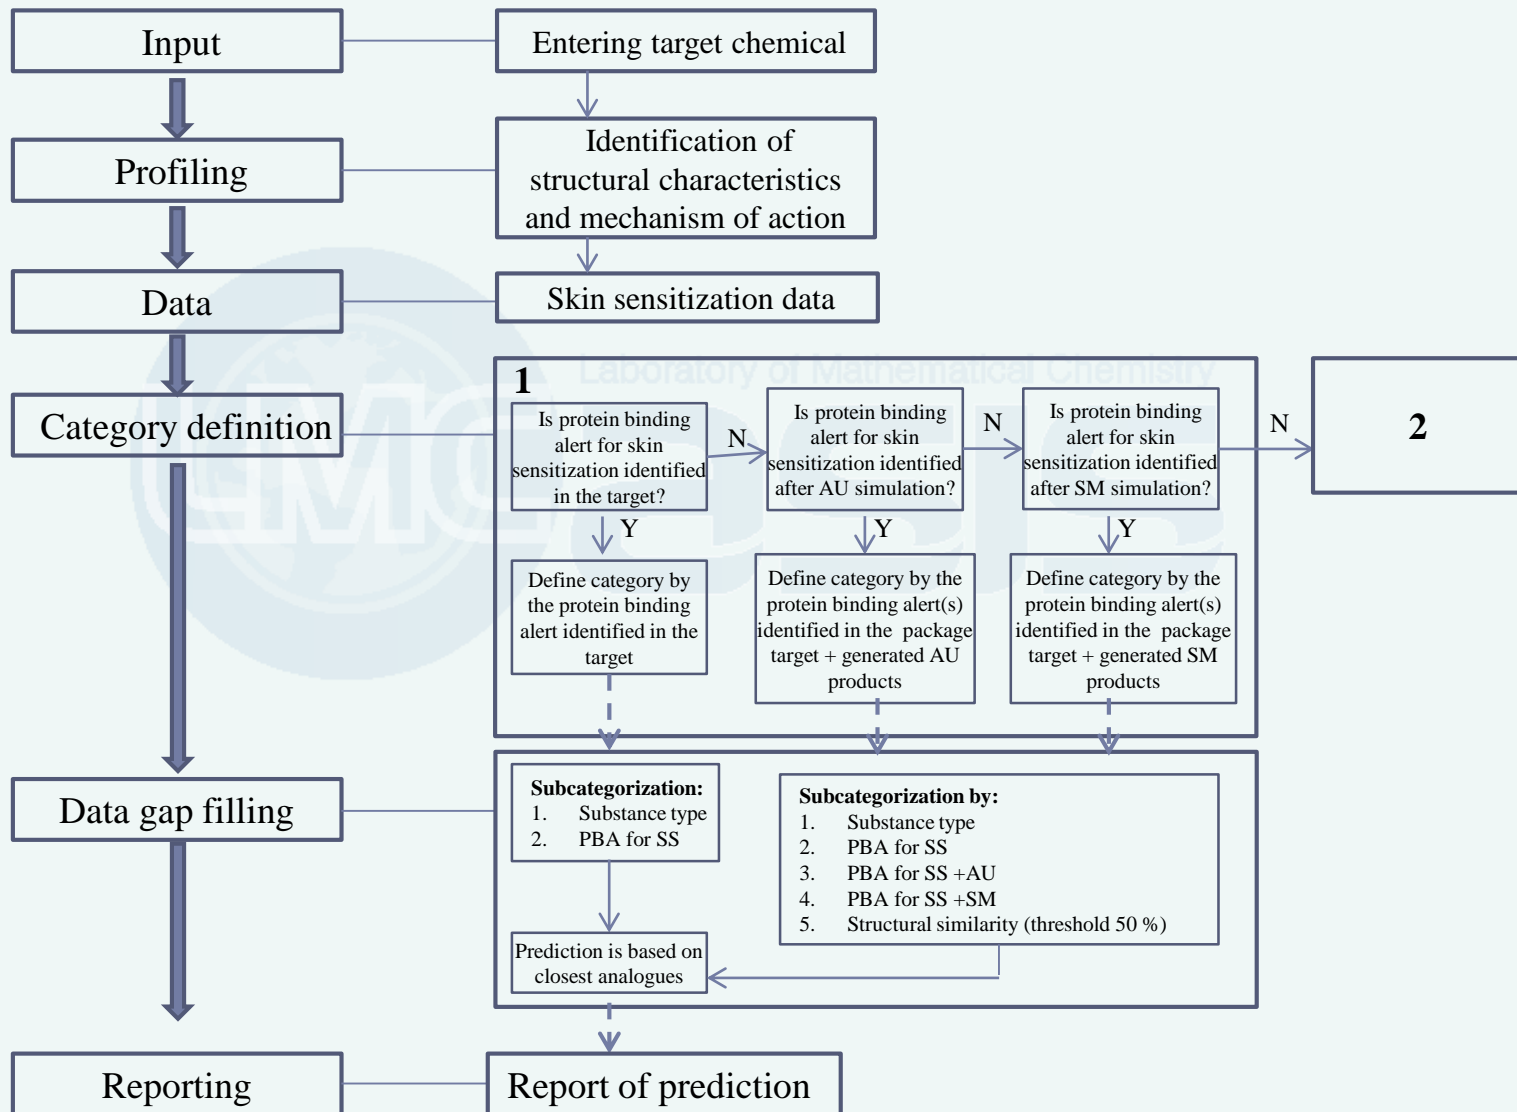 Input
Entering target chemical
Profiling
Identification of
structural characteristics
and mechanism of action
Data
Skin sensitization data
Laboratory of Mathematical Chemistry
LMC
oasis
Category definition
1
Is protein binding
alert for skin
sensitization identified
in the target?
N
Is protein binding
alert for skin
sensitization identified
after AU simulation?
N
Is protein binding
alert for skin
sensitization identified
after SM simulation?
N
2
Y
Y
Y
Define category by
the protein binding
alert identified in the
target
Define category by the
protein binding alert(s)
identified in the package
target + generated AU
products
Define category by the
protein binding alert(s)
identified in the package
target + generated SM
products
Data gap filling
Subcategorization:
1. Substance type
2. PBA for SS
Subcategorization by:
1. Substance type
2. PBA for SS
3. PBA for SS +AU
4. PBA for SS +SM
5. Structural similarity (threshold 50 %)
Prediction is based on
closest analogues
Reporting
Report of prediction